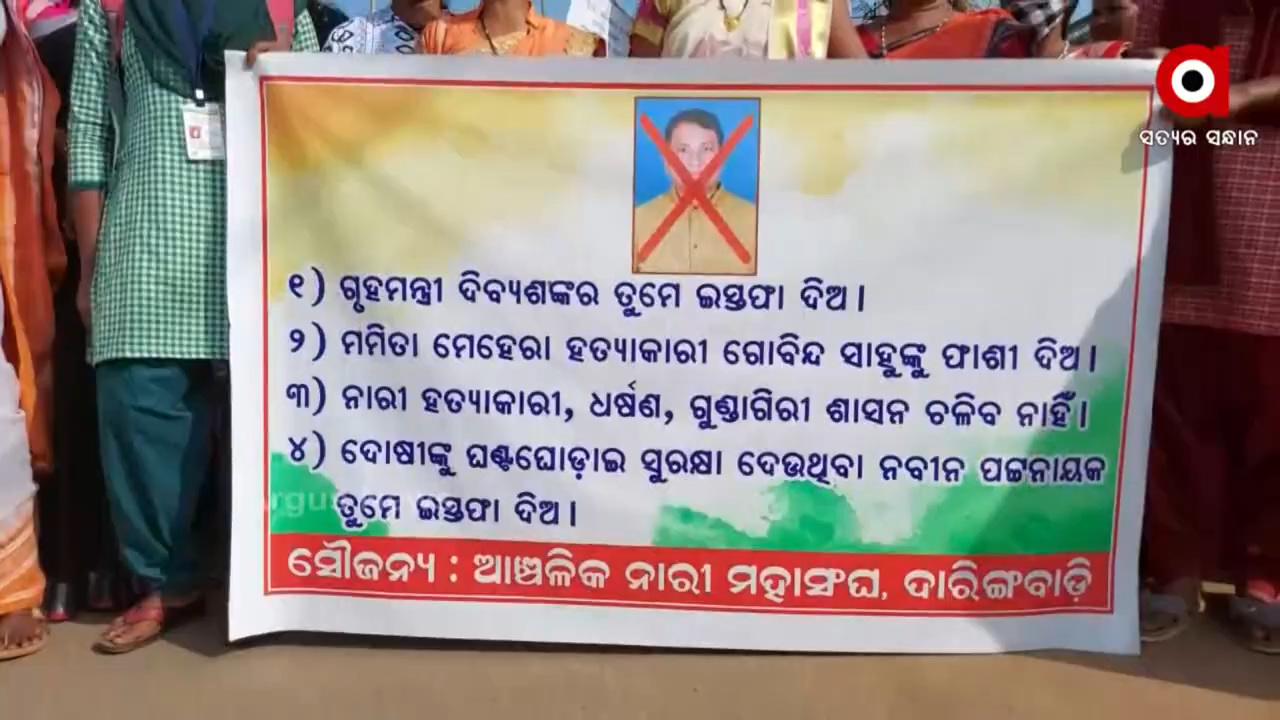 ସତ୍ୟର ସନ୍ଧାନ
୧) ଗୃହମନ୍ତ୍ରୀ ଦିବ୍ୟଶଙ୍କର ତୁମେ ଇସ୍ତଫା ଦିଅ।
୨) ମମିତା ମେହେରା ହତ୍ୟାକାରୀ ଗୋବିନ୍ଦ ସାହୁଙ୍କୁ ଫାଶୀ ଦିଅ।
୩) ନାରୀ ହତ୍ୟାକାରୀ, ଧର୍ଷଣ, ଗୁଣ୍ଡାଗିରୀ ଶାସନ ଚଳିବ ନାହିଁ।
୪) ଦୋଷୀଙ୍କୁ ଘଣ୍ଟଘୋଡ଼ାଇ ସୁରକ୍ଷା ଦେଉଥିବା ନବୀନ ପଟ୍ଟନାୟକ
ତୁମେ ଇସ୍ତଫା ଦିଅ।
ସୌଜନ୍ୟ : ଆଞ୍ଚଳିକ ନାରୀ ମହାସଂଘ, ଦାରିଙ୍ଗବାଡ଼ି